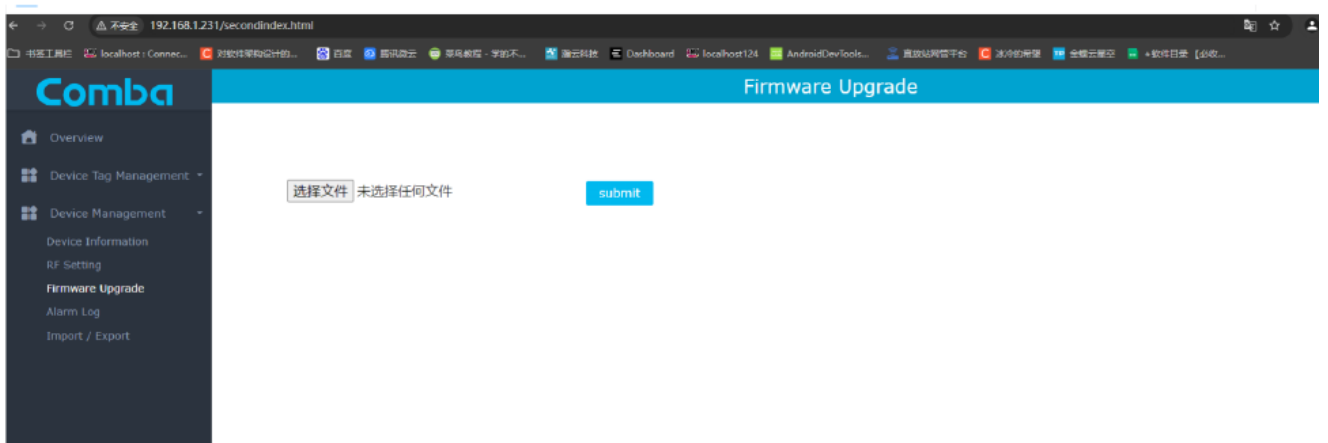 不安全 192.168.1.231/secondindex.html
书签工具栏 localhost : Connec... 对软件架构设计的... 百度 腾讯微云 菜鸟教程 - 学的不... Dashboard localhost124 AndroidDevTools... 直放站网管平台 冰冷的希望 金蝶云星空 +软件目录【必收...
Comba
Firmware Upgrade
Overview
Device Tag Management
选择文件 未选择任何文件 submit
Device Management
Device Information
RF Setting
Firmware Upgrade
Alarm Log
Import / Export